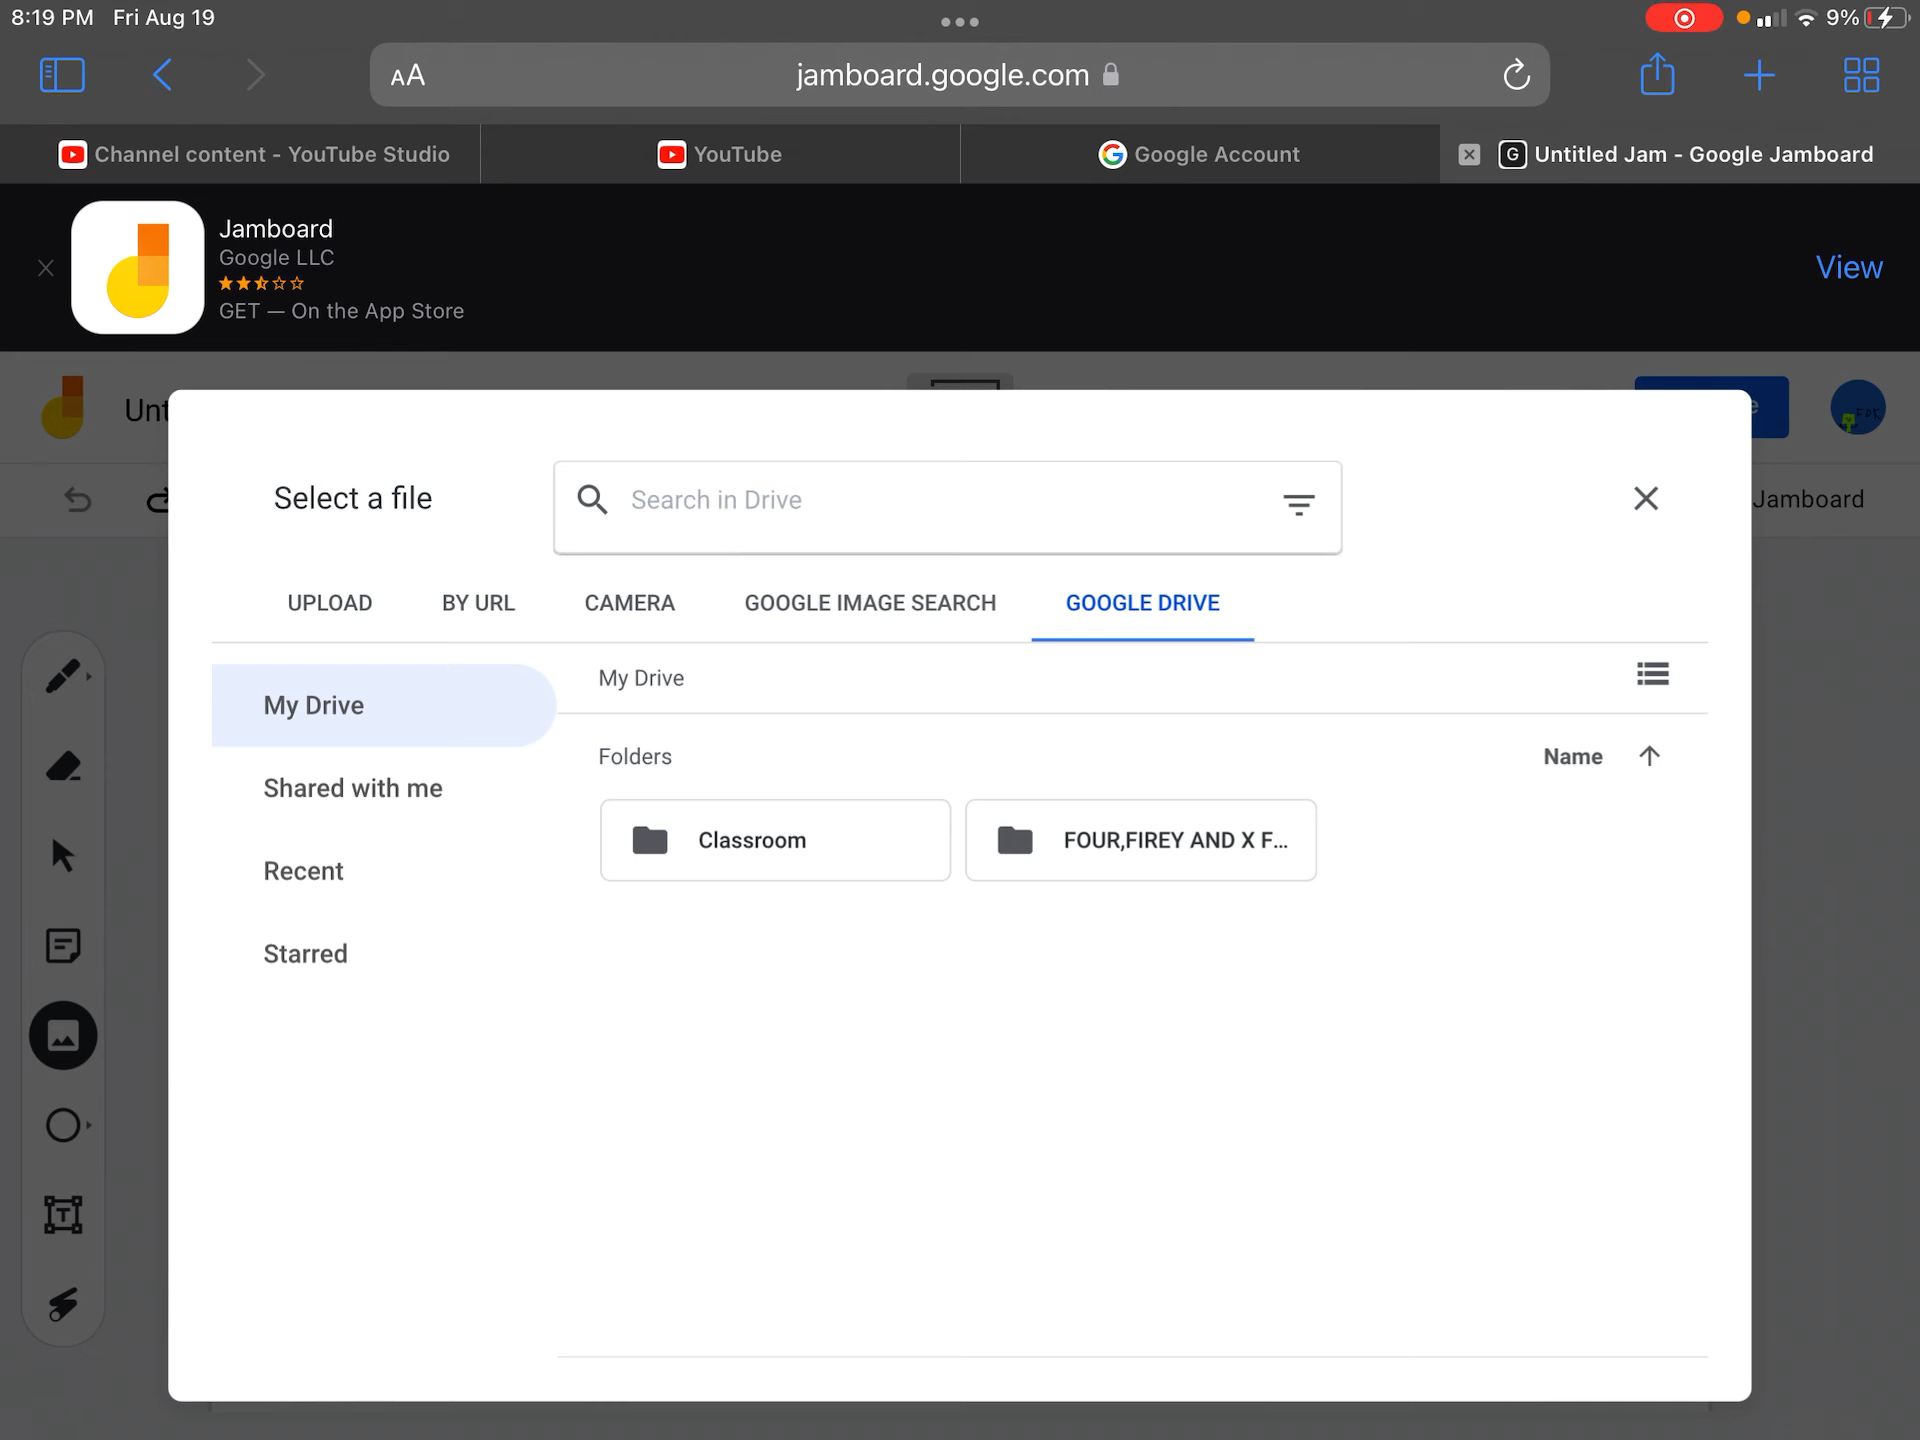 8:19 PM Fri Aug 19
9%
AA
jamboard.google.com
Channel content - YouTube Studio
YouTube
Google Account
G
Untitled Jam - Google Jamboard
Jamboard
Google LLC
GET — On the App Store
View
Unt
e
Select a file
Search in Drive
Jamboard
UPLOAD
BY URL
CAMERA
GOOGLE IMAGE SEARCH
GOOGLE DRIVE
My Drive
My Drive
Folders
Name
Shared with me
Classroom
FOUR,FIREY AND X F...
Recent
Starred